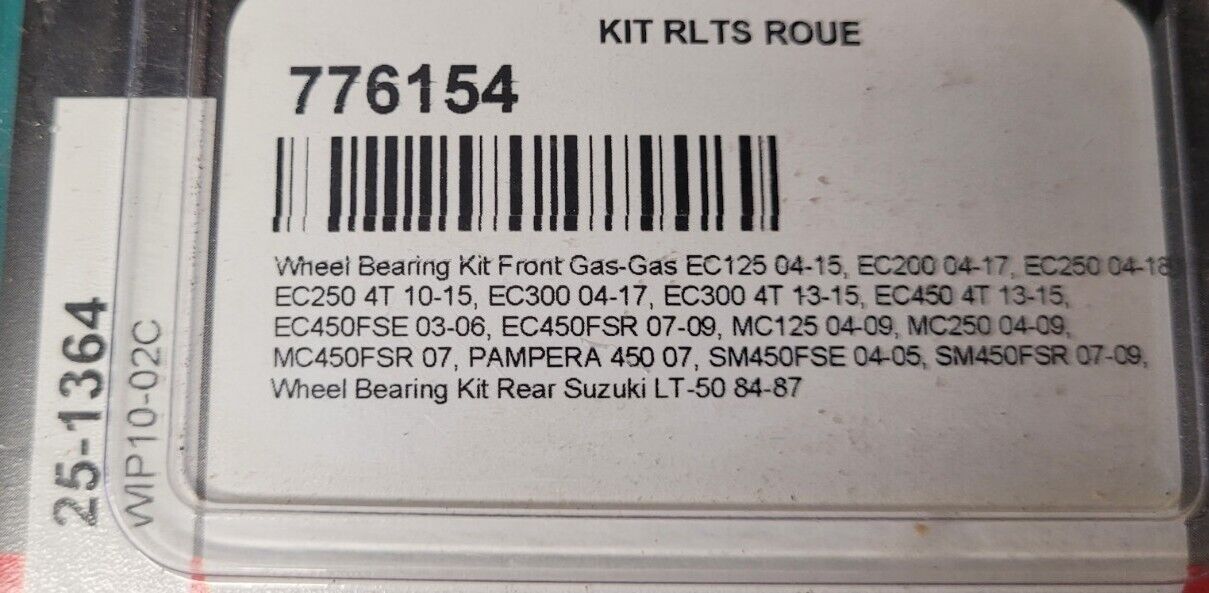 KIT RLTS ROUE
776154
Wheel Bearing Kit Front Gas-Gas EC125 04-15, EC200 04-17, EC250 04-18,
EC250 4T 10-15, EC300 04-17, EC300 4T 13-15, EC450 4T 13-15,
EC450FSE 03-06, EC450FSR 07-09, MC125 04-09, MC250 04-09,
MC450FSR 07, PAMPERA 450 07, SM450FSE 04-05, SM450FSR 07-09,
Wheel Bearing Kit Rear Suzuki LT-50 84-87
25-1364
WIP10-02C